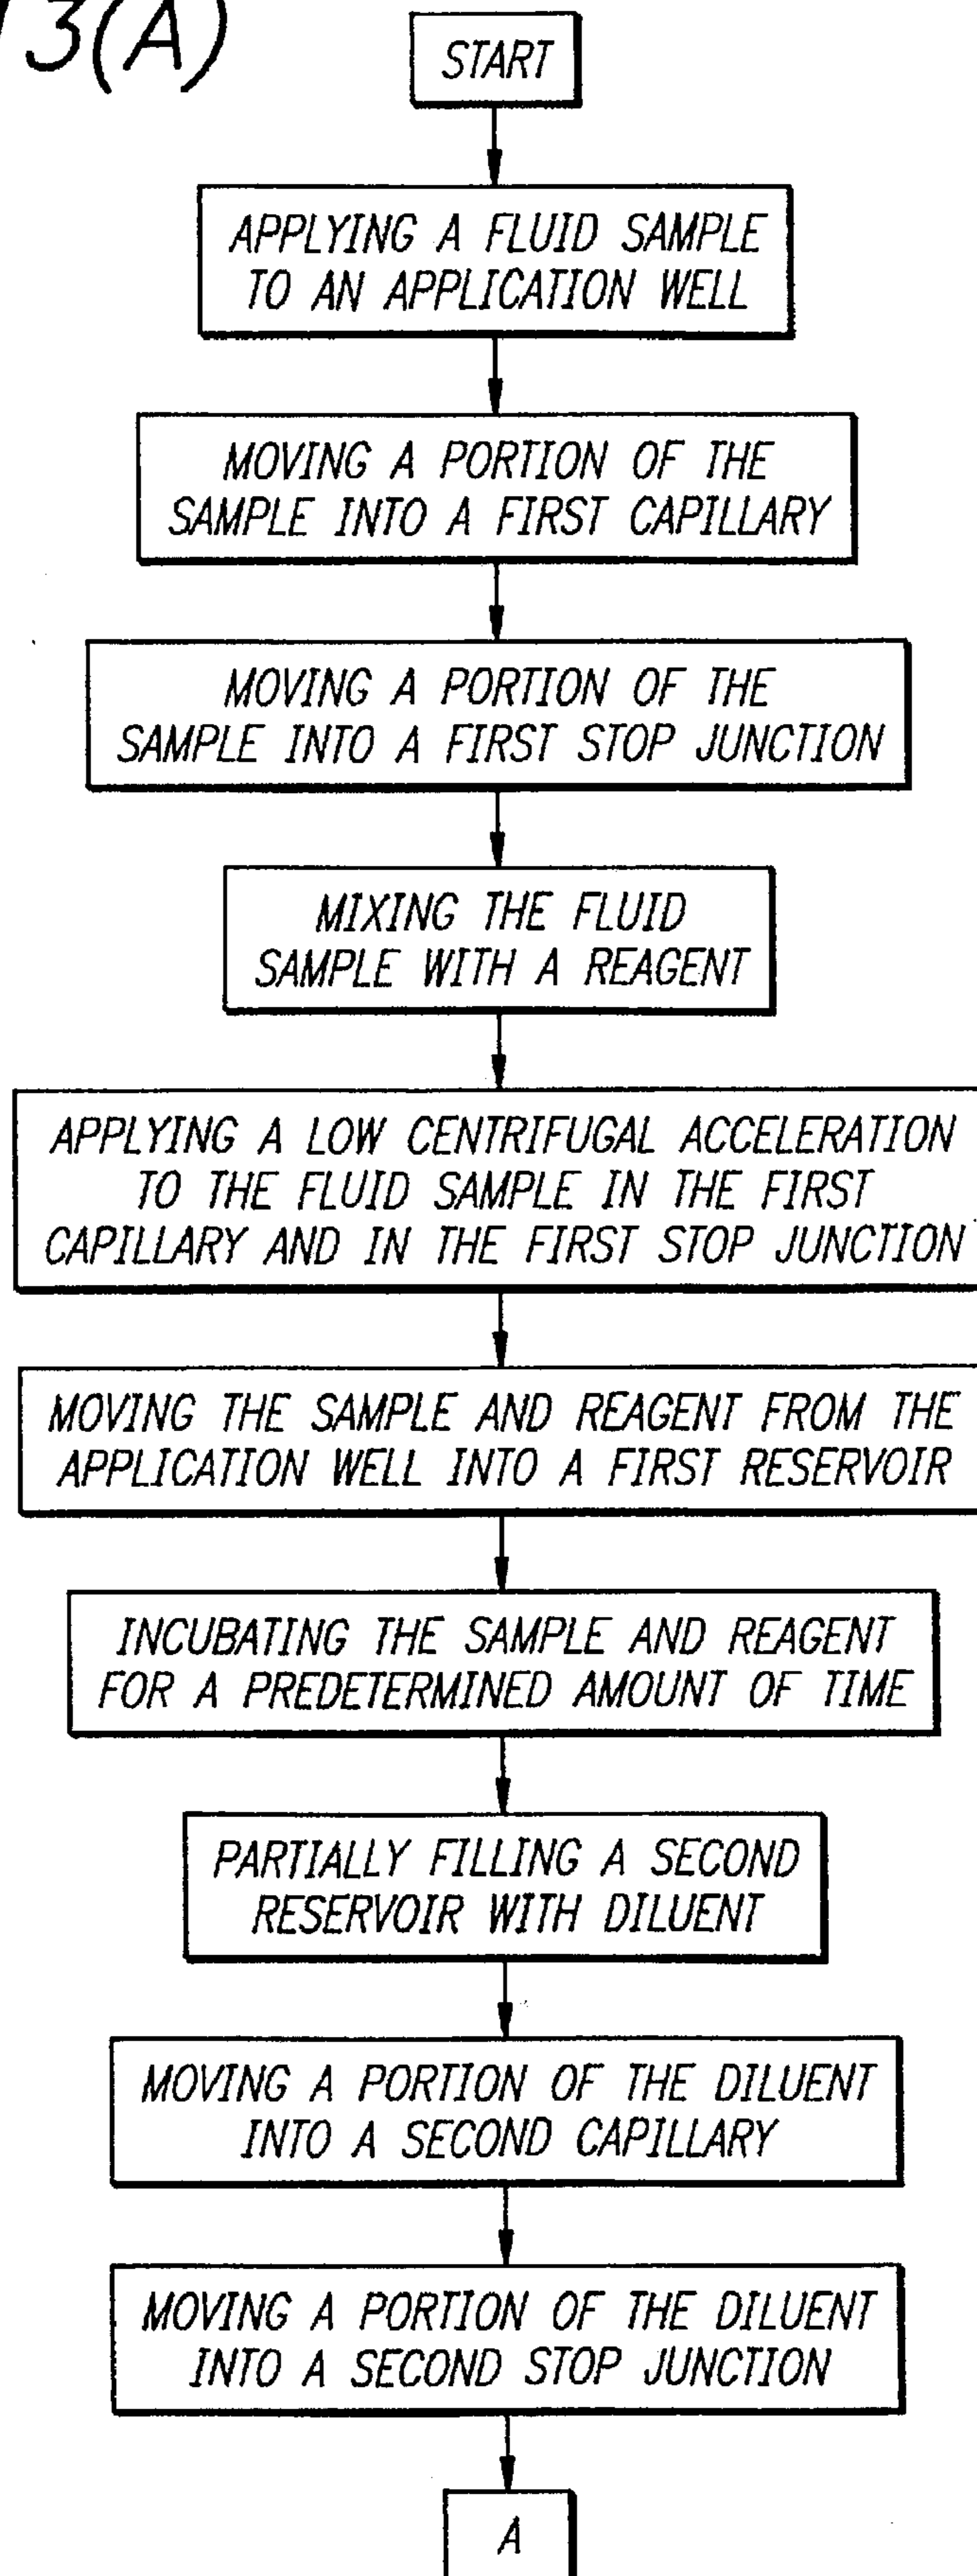 3(A)
START
APPLYING A FLUID SAMPLE
TO AN APPLICATION WELL
MOVING A PORTION OF THE
SAMPLE INTO A FIRST CAPILLARY
MOVING A PORTION OF THE
SAMPLE INTO A FIRST STOP JUNCTION
MIXING THE FLUID
SAMPLE WITH A REAGENT
APPLYING A LOW CENTRIFUGAL ACCELERATION
TO THE FLUID SAMPLE IN THE FIRST
CAPILLARY AND IN THE FIRST STOP JUNCTION
MOVING THE SAMPLE AND REAGENT FROM THE
APPLICATION WELL INTO A FIRST RESERVOIR
INCUBATING THE SAMPLE AND REAGENT
FOR A PREDETERMINED AMOUNT OF TIME
PARTIALLY FILLING A SECOND
RESERVOIR WITH DILUENT
MOVING A PORTION OF THE DILUENT
INTO A SECOND CAPILLARY
MOVING A PORTION OF THE DILUENT
INTO A SECOND STOP JUNCTION
A